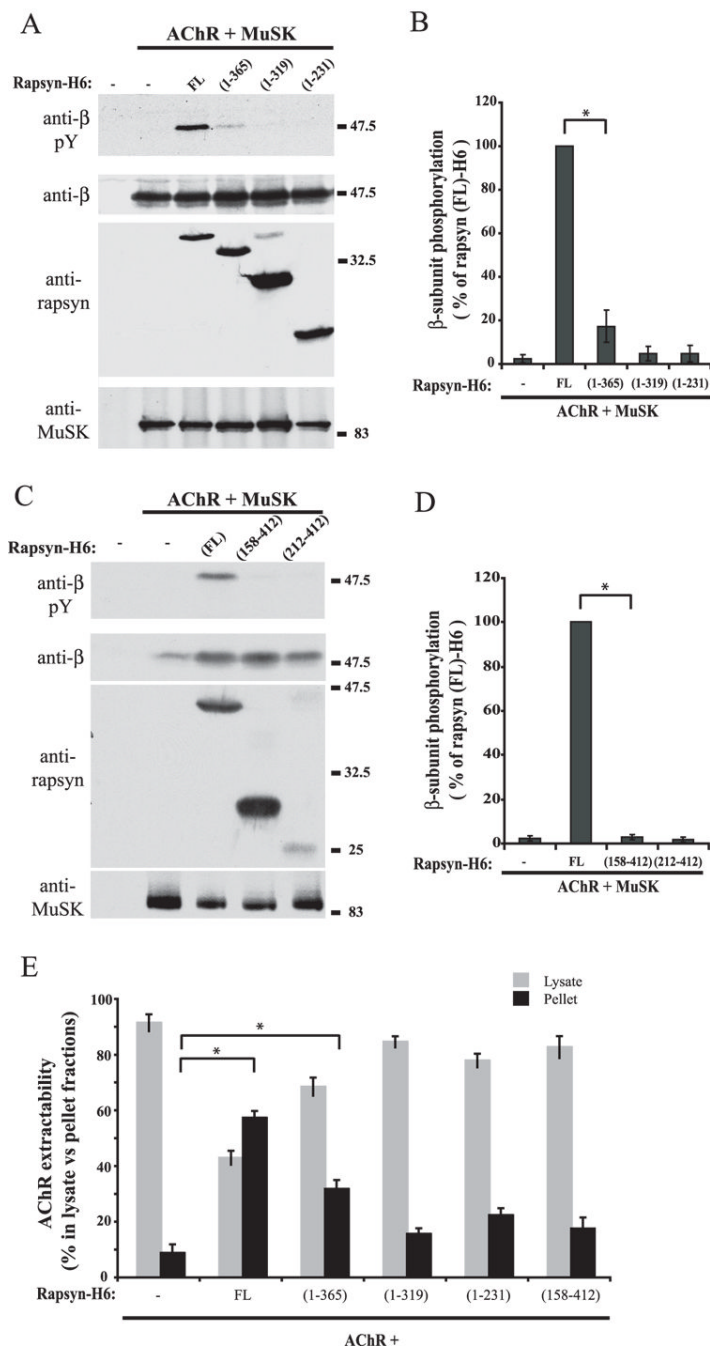 A
AChR + MuSK
Rapsyn-H6: - - FL (1-365) (1-319) (1-231)
anti-β pY
47.5
anti-β
47.5
anti-rapsyn
32.5
anti-MuSK
83
B
120
100
80
60
40
20
0
β-subunit phosphorylation
( % of rapsyn (FL)-H6)
*
Rapsyn-H6: - FL (1-365) (1-319) (1-231)
AChR + MuSK
C
AChR + MuSK
Rapsyn-H6: - - (FL) (158-412) (212-412)
anti-β pY
47.5
anti-β
47.5
47.5
anti-rapsyn
32.5
25
anti-MuSK
83
D
120
100
80
60
40
20
0
β-subunit phosphorylation
( % of rapsyn (FL)-H6)
*
Rapsyn-H6: - FL (158-412) (212-412)
AChR + MuSK
E
Lysate
Pellet
100
80
60
40
20
0
AChR extractability
(% in lysate vs pellet fractions)
*
*
Rapsyn-H6: - FL (1-365) (1-319) (1-231) (158-412)
AChR +